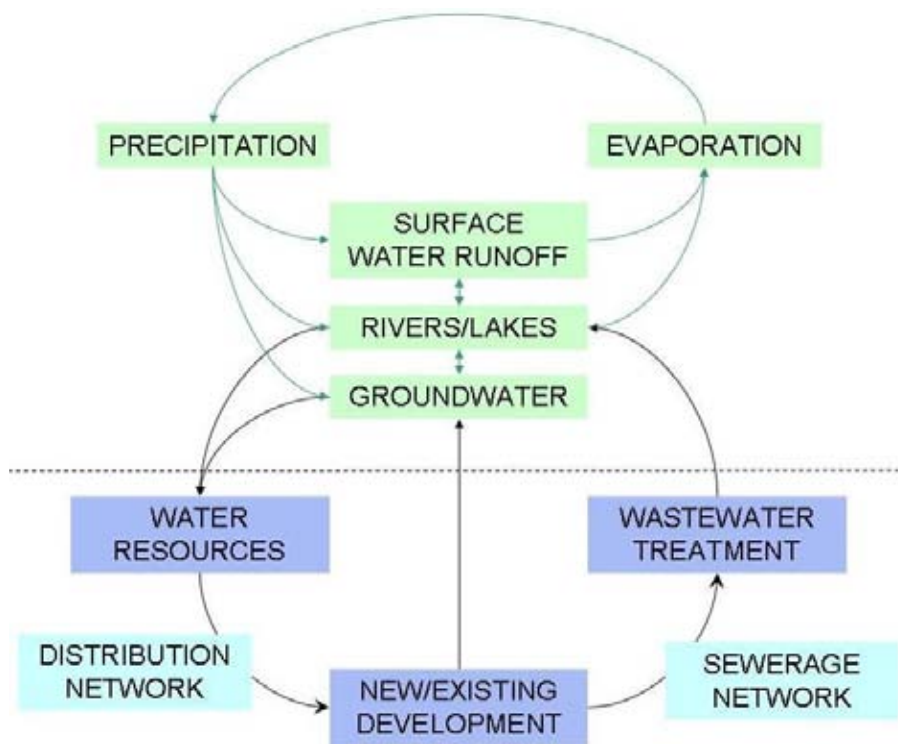 PRECIPITATION
EVAPORATION
SURFACE
WATER RUNOFF
RIVERS/LAKES
GROUNDWATER
WATER
RESOURCES
WASTEWATER
TREATMENT
DISTRIBUTION
NETWORK
NEW/EXISTING
DEVELOPMENT
SEWERAGE
NETWORK